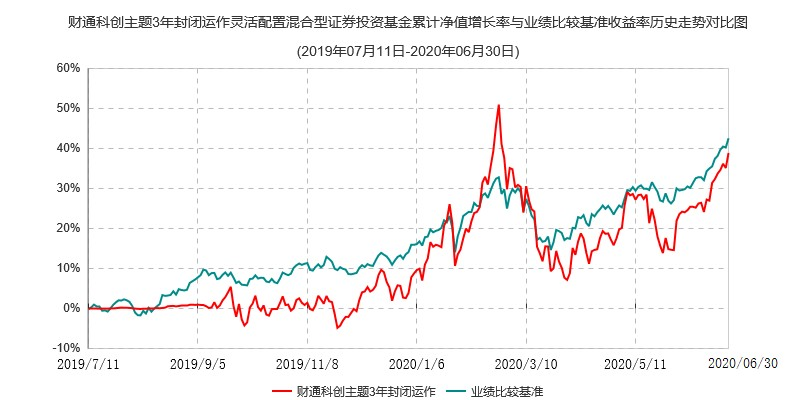 财通科创主题3年封闭运作灵活配置混合型证券投资基金累计净值增长率与业绩比较基准收益率历史走势对比图
(2019年07月11日-2020年06月30日)
60%
50%
40%
30%
20%
10%
0%
-10%
2019/7/11 2019/9/5 2019/11/8 2020/1/6 2020/3/10 2020/5/11 2020/06/30
财通科创主题3年封闭运作 业绩比较基准